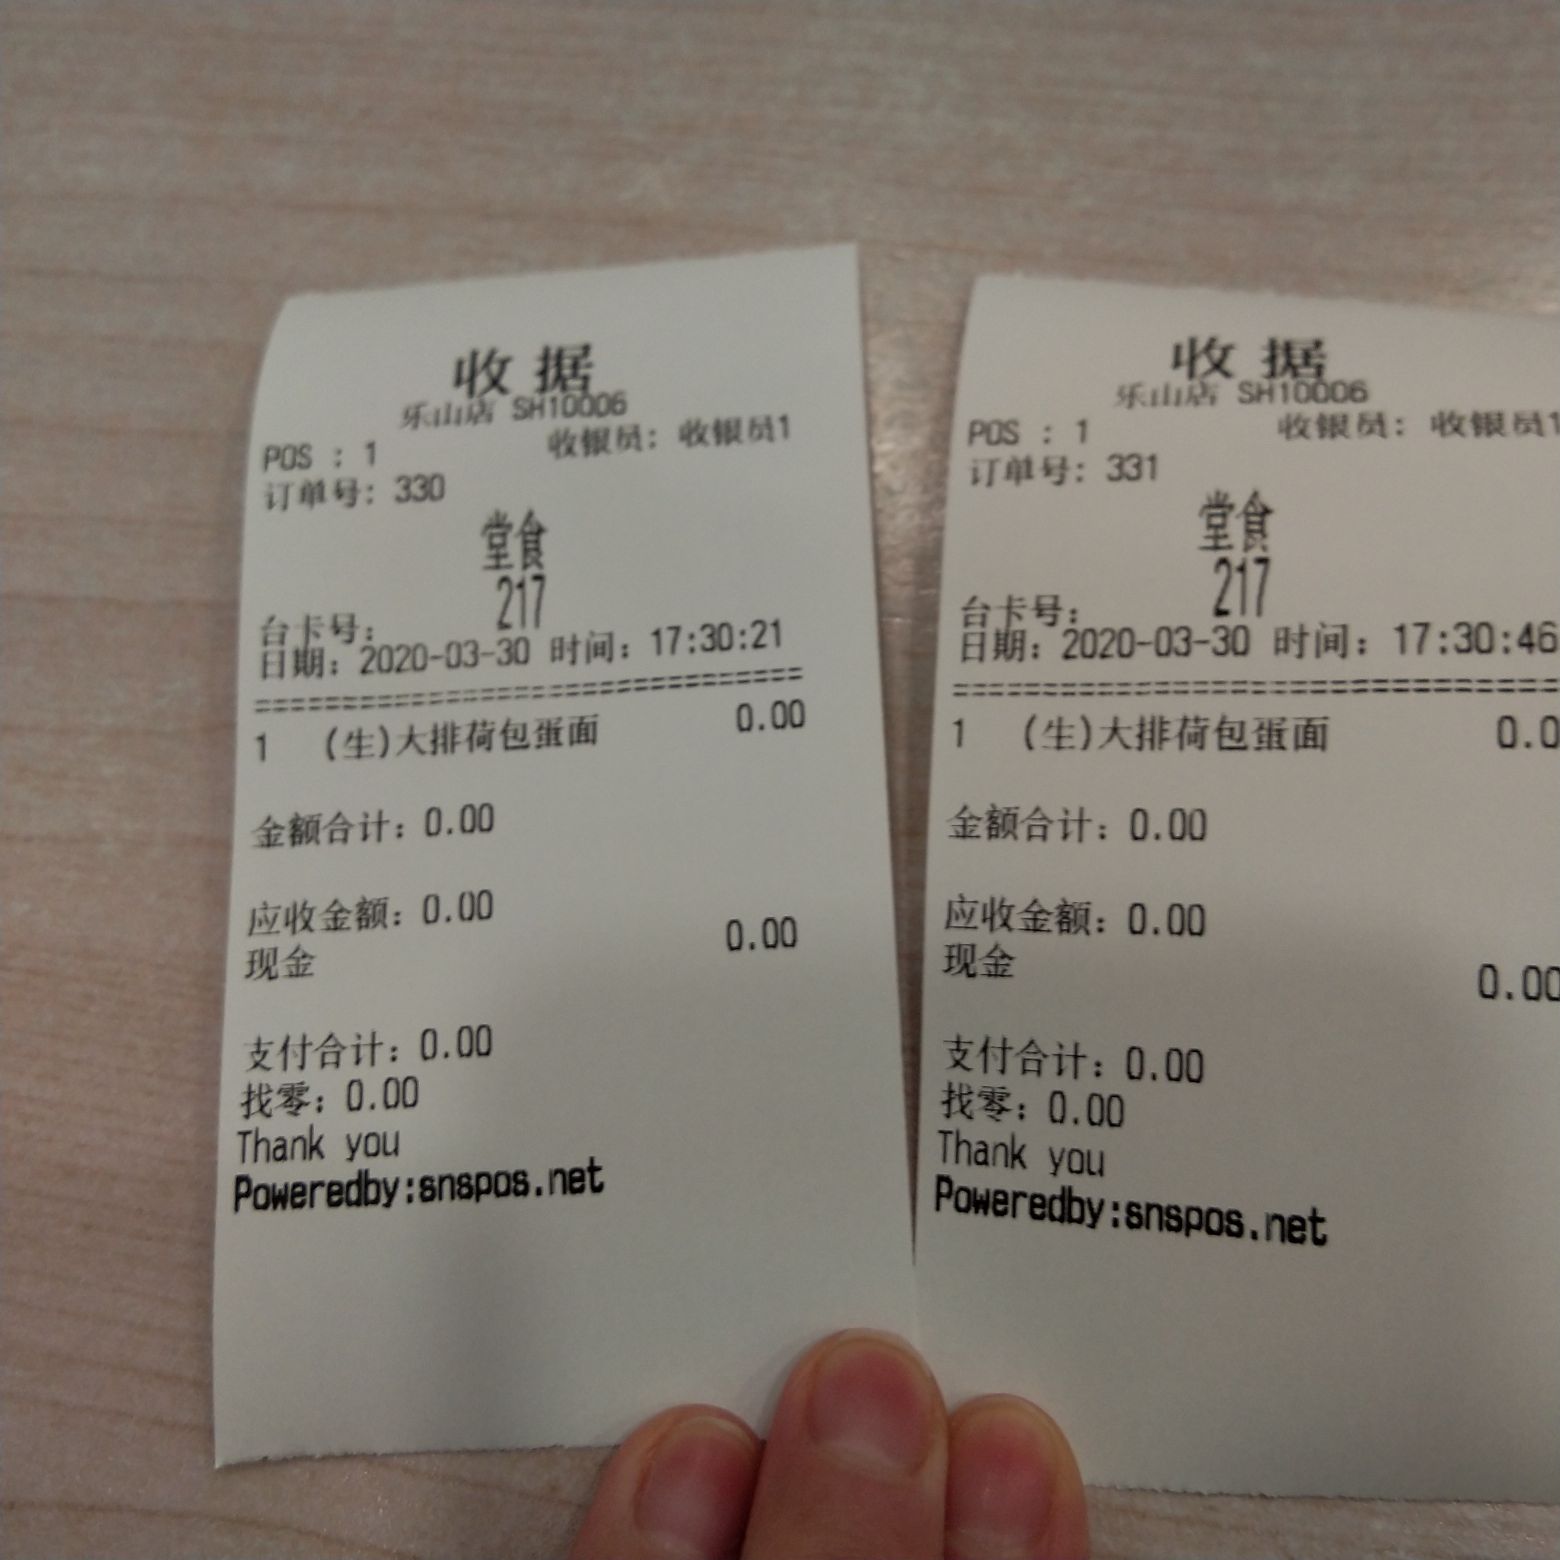 收据
乐山店 SH10006
POS : 1 收银员: 收银员1
订单号: 330
堂食
台卡号: 217
日期: 2020-03-30 时间: 17:30:21
==============================
1 (生)大排荷包蛋面 0.00
金额合计: 0.00
应收金额: 0.00
现金 0.00
支付合计: 0.00
找零: 0.00
Thank you
Poweredby:snspos.net
收据
乐山店 SH10006
POS : 1 收银员: 收银员1
订单号: 331
堂食
台卡号: 217
日期: 2020-03-30 时间: 17:30:46
==============================
1 (生)大排荷包蛋面 0.0
金额合计: 0.00
应收金额: 0.00
现金 0.00
支付合计: 0.00
找零: 0.00
Thank you
Poweredby:snspos.net